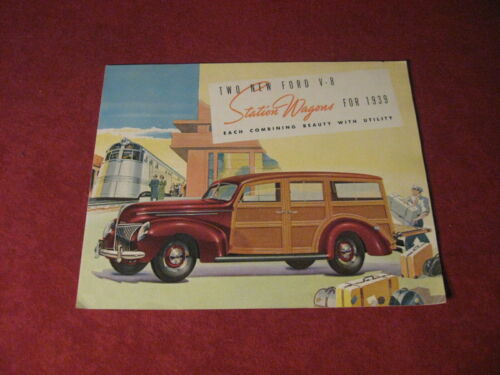 TWO NEW FORD V-8
Station Wagons FOR 1939
EACH COMBINING BEAUTY WITH UTILITY